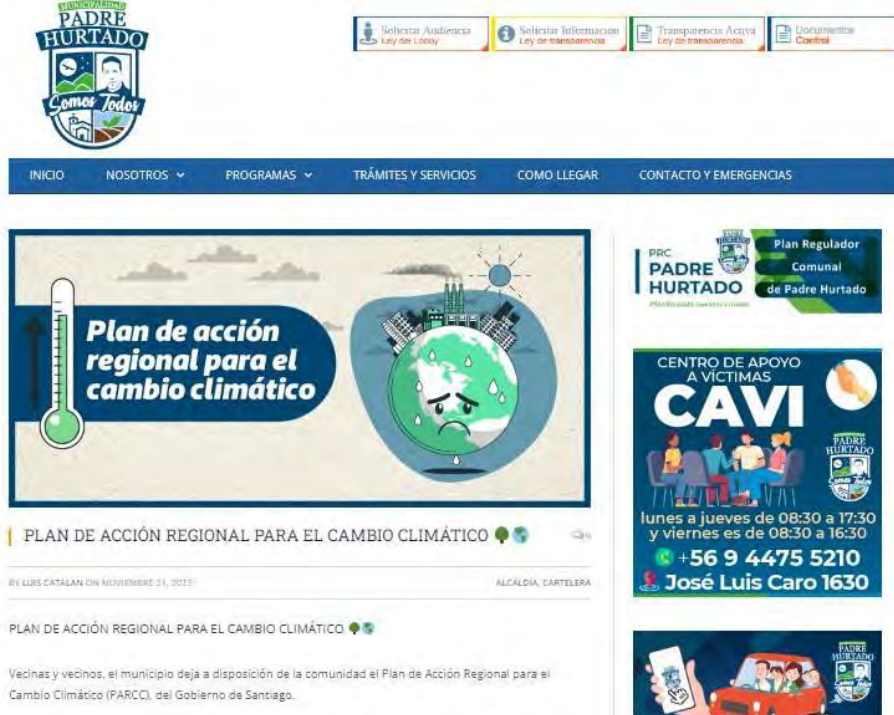 MUNICIPALIDAD
PADRE
HURTADO
Somos Todos
Solicitar Audiencia
Ley del Lobby
Solicitar Informacion
Ley de transparencia
Transparencia Activa
Ley de transparencia
Documentos
Control
INICIO
NOSOTROS
PROGRAMAS
TRÁMITES Y SERVICIOS
COMO LLEGAR
CONTACTO Y EMERGENCIAS
Plan de acción
regional para el
cambio climático
PLAN DE ACCIÓN REGIONAL PARA EL CAMBIO CLIMÁTICO
BY LUIS CATALAN ON NOVIEMBRE 21,
ALCALDÍA, CARTELERA
PLAN DE ACCIÓN REGIONAL PARA EL CAMBIO CLIMÁTICO
Vecinas y vecinos, el municipio deja a disposición de la comunidad el Plan de Acción Regional para el
Cambio Climático (PARCC), del Gobierno de Santiago.
PRC
PADRE
HURTADO
Plan Regulador
Comunal
de Padre Hurtado
CENTRO DE APOYO
A VÍCTIMAS
CAVI
PADRE
HURTADO
Somos Todos
lunes a jueves de 08:30 a 17:30
y viernes es de 08:30 a 16:30
+56 9 4475 5210
José Luis Caro 1630
PADRE
HURTADO